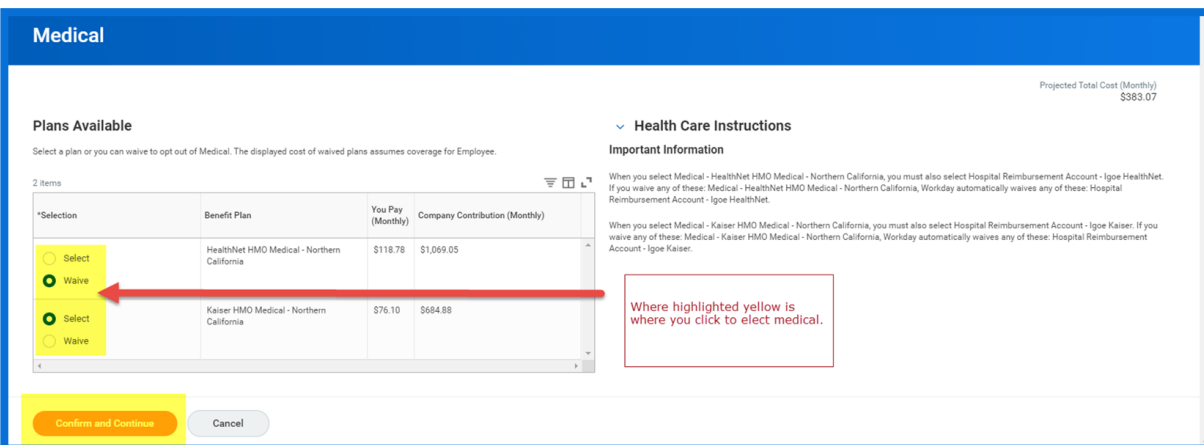 Medical
Projected Total Cost (Monthly)
$383.07
Plans Available
Select a plan or you can waive to opt out of Medical. The displayed cost of waived plans assumes coverage for Employee.
2 items
*Selection
Benefit Plan
You Pay
(Monthly)
Company Contribution (Monthly)
Select
Waive
HealthNet HMO Medical - Northern
California
$118.78
$1,069.05
Select
Waive
Kaiser HMO Medical - Northern
California
$76.10
$684.88
Health Care Instructions
Important Information
When you select Medical - HealthNet HMO Medical - Northern California, you must also select Hospital Reimbursement Account - Igoe HealthNet.
If you waive any of these: Medical - HealthNet HMO Medical - Northern California, Workday automatically waives any of these: Hospital
Reimbursement Account - Igoe HealthNet.
When you select Medical - Kaiser HMO Medical - Northern California, you must also select Hospital Reimbursement Account - Igoe Kaiser. If you
waive any of these: Medical - Kaiser HMO Medical - Northern California, Workday automatically waives any of these: Hospital Reimbursement
Account - Igoe Kaiser.
Where highlighted yellow is
where you click to elect medical.
Confirm and Continue
Cancel